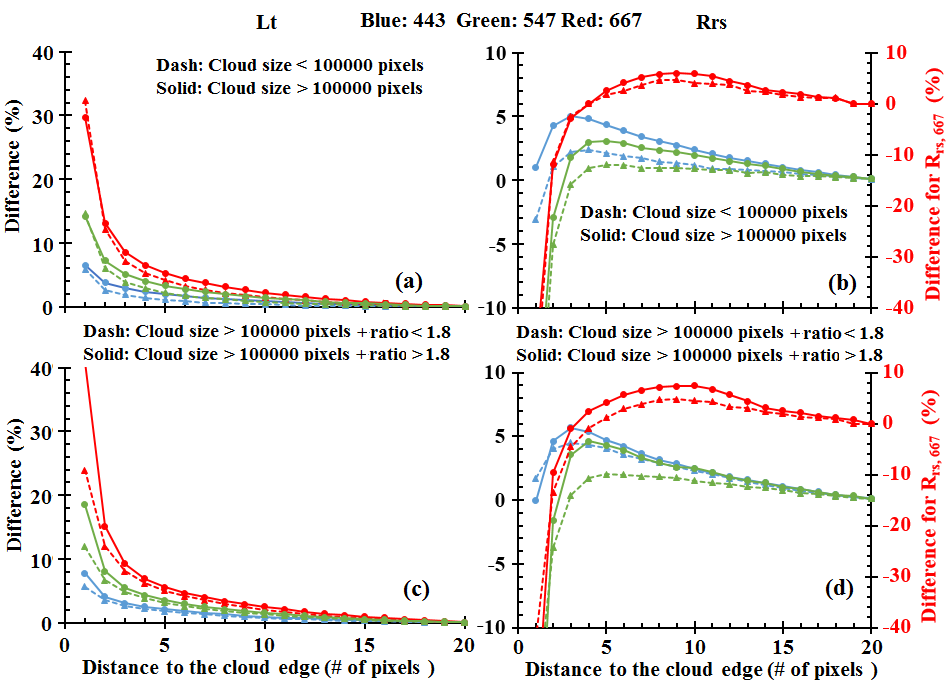 Lt Blue: 443 Green: 547 Red: 667 Rrs
Dash: Cloud size < 100000 pixels
Solid: Cloud size > 100000 pixels
Difference (%)
40
30
20
10
0
(a)
10
5
0
-5
-10
Dash: Cloud size < 100000 pixels
Solid: Cloud size > 100000 pixels
(b)
10
0
-10
-20
-30
-40
Difference for Rrs, 667 (%)
Dash: Cloud size > 100000 pixels + ratio < 1.8
Solid: Cloud size > 100000 pixels + ratio > 1.8
Difference (%)
40
30
20
10
0
(c)
0 5 10 15 20
Distance to the cloud edge (# of pixels )
Dash: Cloud size > 100000 pixels + ratio < 1.8
Solid: Cloud size > 100000 pixels + ratio > 1.8
10
5
0
-5
-10
(d)
10
0
-10
-20
-30
-40
Difference for Rrs, 667 (%)
0 5 10 15 20
Distance to the cloud edge (# of pixels )